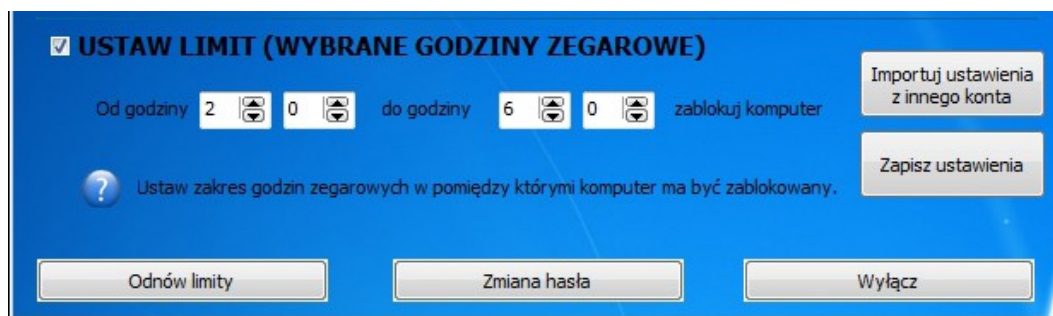 USTAW LIMIT (WYBRANE GODZINY ZEGAROWE)
Importuj ustawienia
z innego konta
Od godziny 2 0 do godziny 6 0 zablokuj komputer
Zapisz ustawienia
? Ustaw zakres godzin zegarowych w pomiędzy którymi komputer ma być zablokowany.
Odnów limity Zmiana hasła Wyłącz